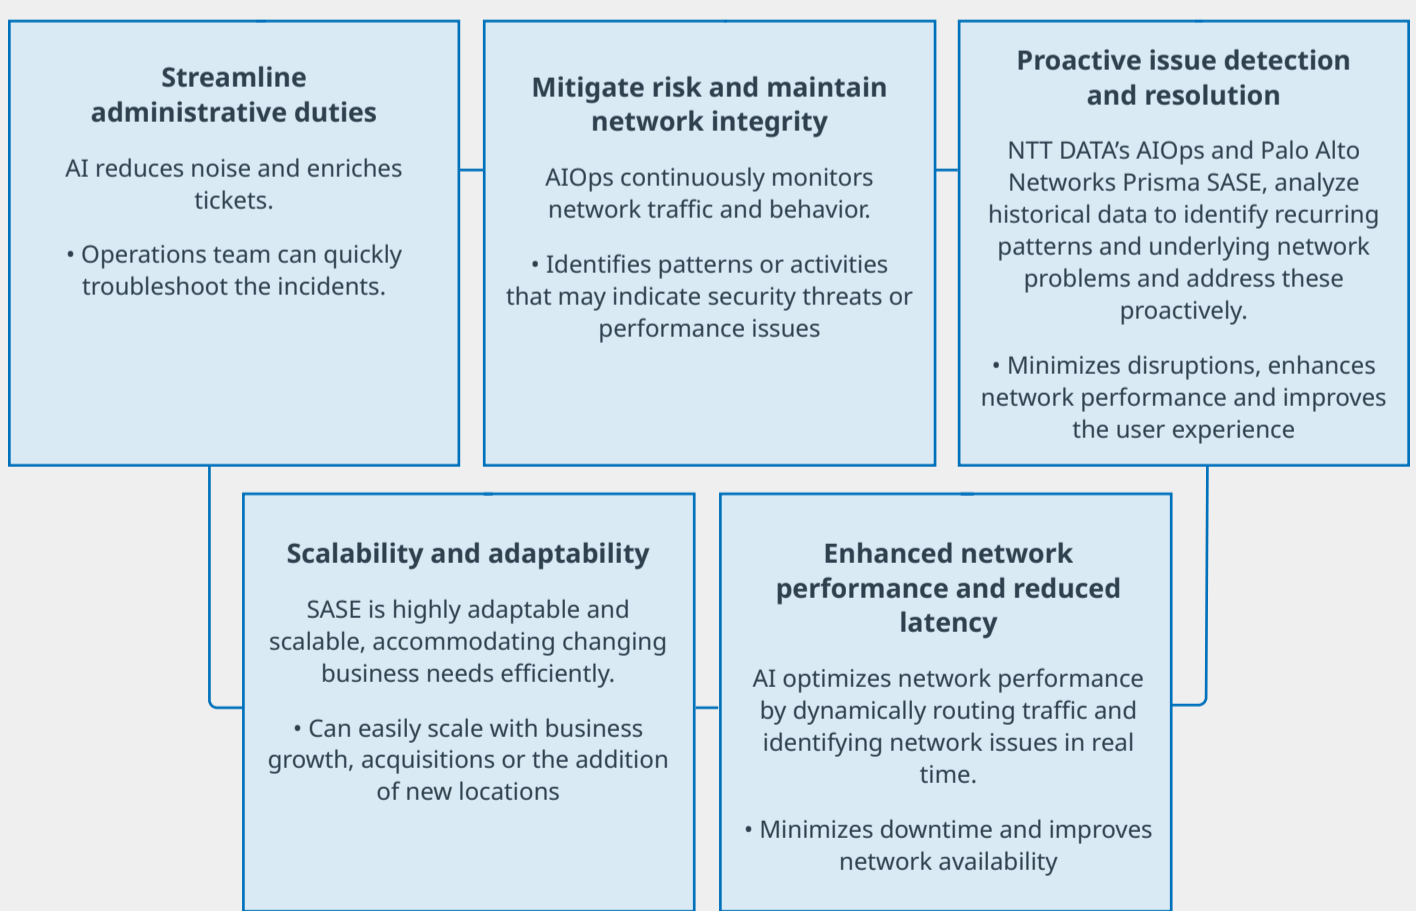 Streamline
administrative duties
AI reduces noise and enriches
tickets.
• Operations team can quickly
troubleshoot the incidents.
Mitigate risk and maintain
network integrity
AIOps continuously monitors
network traffic and behavior.
• Identifies patterns or activities
that may indicate security threats or
performance issues
Proactive issue detection
and resolution
NTT DATA’s AIOps and Palo Alto
Networks Prisma SASE, analyze
historical data to identify recurring
patterns and underlying network
problems and address these
proactively.
• Minimizes disruptions, enhances
network performance and improves
the user experience
Scalability and adaptability
SASE is highly adaptable and
scalable, accommodating changing
business needs efficiently.
• Can easily scale with business
growth, acquisitions or the addition
of new locations
Enhanced network
performance and reduced
latency
AI optimizes network performance
by dynamically routing traffic and
identifying network issues in real
time.
• Minimizes downtime and improves
network availability